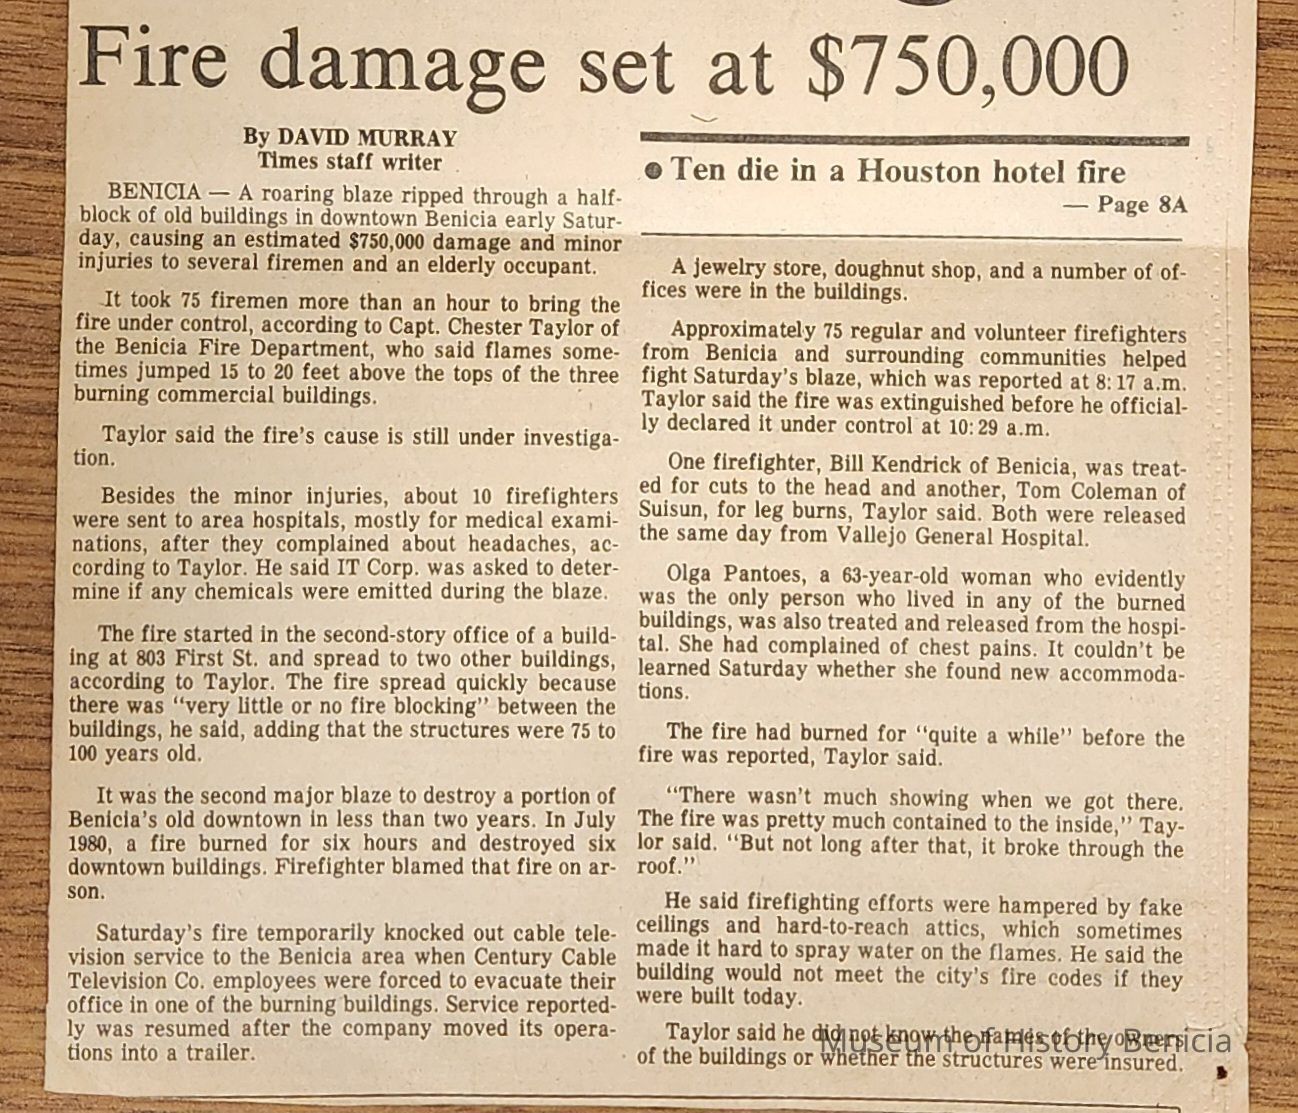 Fire damage set at $750,000
By DAVID MURRAY
Times staff writer
BENICIA — A roaring blaze ripped through a half-
block of old buildings in downtown Benicia early Satur-
day, causing an estimated $750,000 damage and minor
injuries to several firemen and an elderly occupant.
It took 75 firemen more than an hour to bring the
fire under control, according to Capt. Chester Taylor of
the Benicia Fire Department, who said flames some-
times jumped 15 to 20 feet above the tops of the three
burning commercial buildings.
Taylor said the fire's cause is still under investiga-
tion.
Besides the minor injuries, about 10 firefighters
were sent to area hospitals, mostly for medical exami-
nations, after they complained about headaches, ac-
cording to Taylor. He said IT Corp. was asked to deter-
mine if any chemicals were emitted during the blaze.
The fire started in the second-story office of a build-
ing at 803 First St. and spread to two other buildings,
according to Taylor. The fire spread quickly because
there was "very little or no fire blocking" between the
buildings, he said, adding that the structures were 75 to
100 years old.
It was the second major blaze to destroy a portion of
Benicia's old downtown in less than two years. In July
1980, a fire burned for six hours and destroyed six
downtown buildings. Firefighter blamed that fire on ar-
son.
Saturday's fire temporarily knocked out cable tele-
vision service to the Benicia area when Century Cable
Television Co. employees were forced to evacuate their
office in one of the burning buildings. Service reported-
ly was resumed after the company moved its opera-
tions into a trailer.
● Ten die in a Houston hotel fire
— Page 8A
A jewelry store, doughnut shop, and a number of of-
fices were in the buildings.
Approximately 75 regular and volunteer firefighters
from Benicia and surrounding communities helped
fight Saturday's blaze, which was reported at 8:17 a.m.
Taylor said the fire was extinguished before he official-
ly declared it under control at 10:29 a.m.
One firefighter, Bill Kendrick of Benicia, was treat-
ed for cuts to the head and another, Tom Coleman of
Suisun, for leg burns, Taylor said. Both were released
the same day from Vallejo General Hospital.
Olga Pantoes, a 63-year-old woman who evidently
was the only person who lived in any of the burned
buildings, was also treated and released from the hospi-
tal. She had complained of chest pains. It couldn't be
learned Saturday whether she found new accommoda-
tions.
The fire had burned for "quite a while" before the
fire was reported, Taylor said.
"There wasn't much showing when we got there.
The fire was pretty much contained to the inside," Tay-
lor said. "But not long after that, it broke through the
roof."
He said firefighting efforts were hampered by fake
ceilings and hard-to-reach attics, which sometimes
made it hard to spray water on the flames. He said the
building would not meet the city's fire codes if they
were built today.
Taylor said he did not know the names of the owners
of the buildings or whether the structures were insured.
Museum of History Benicia